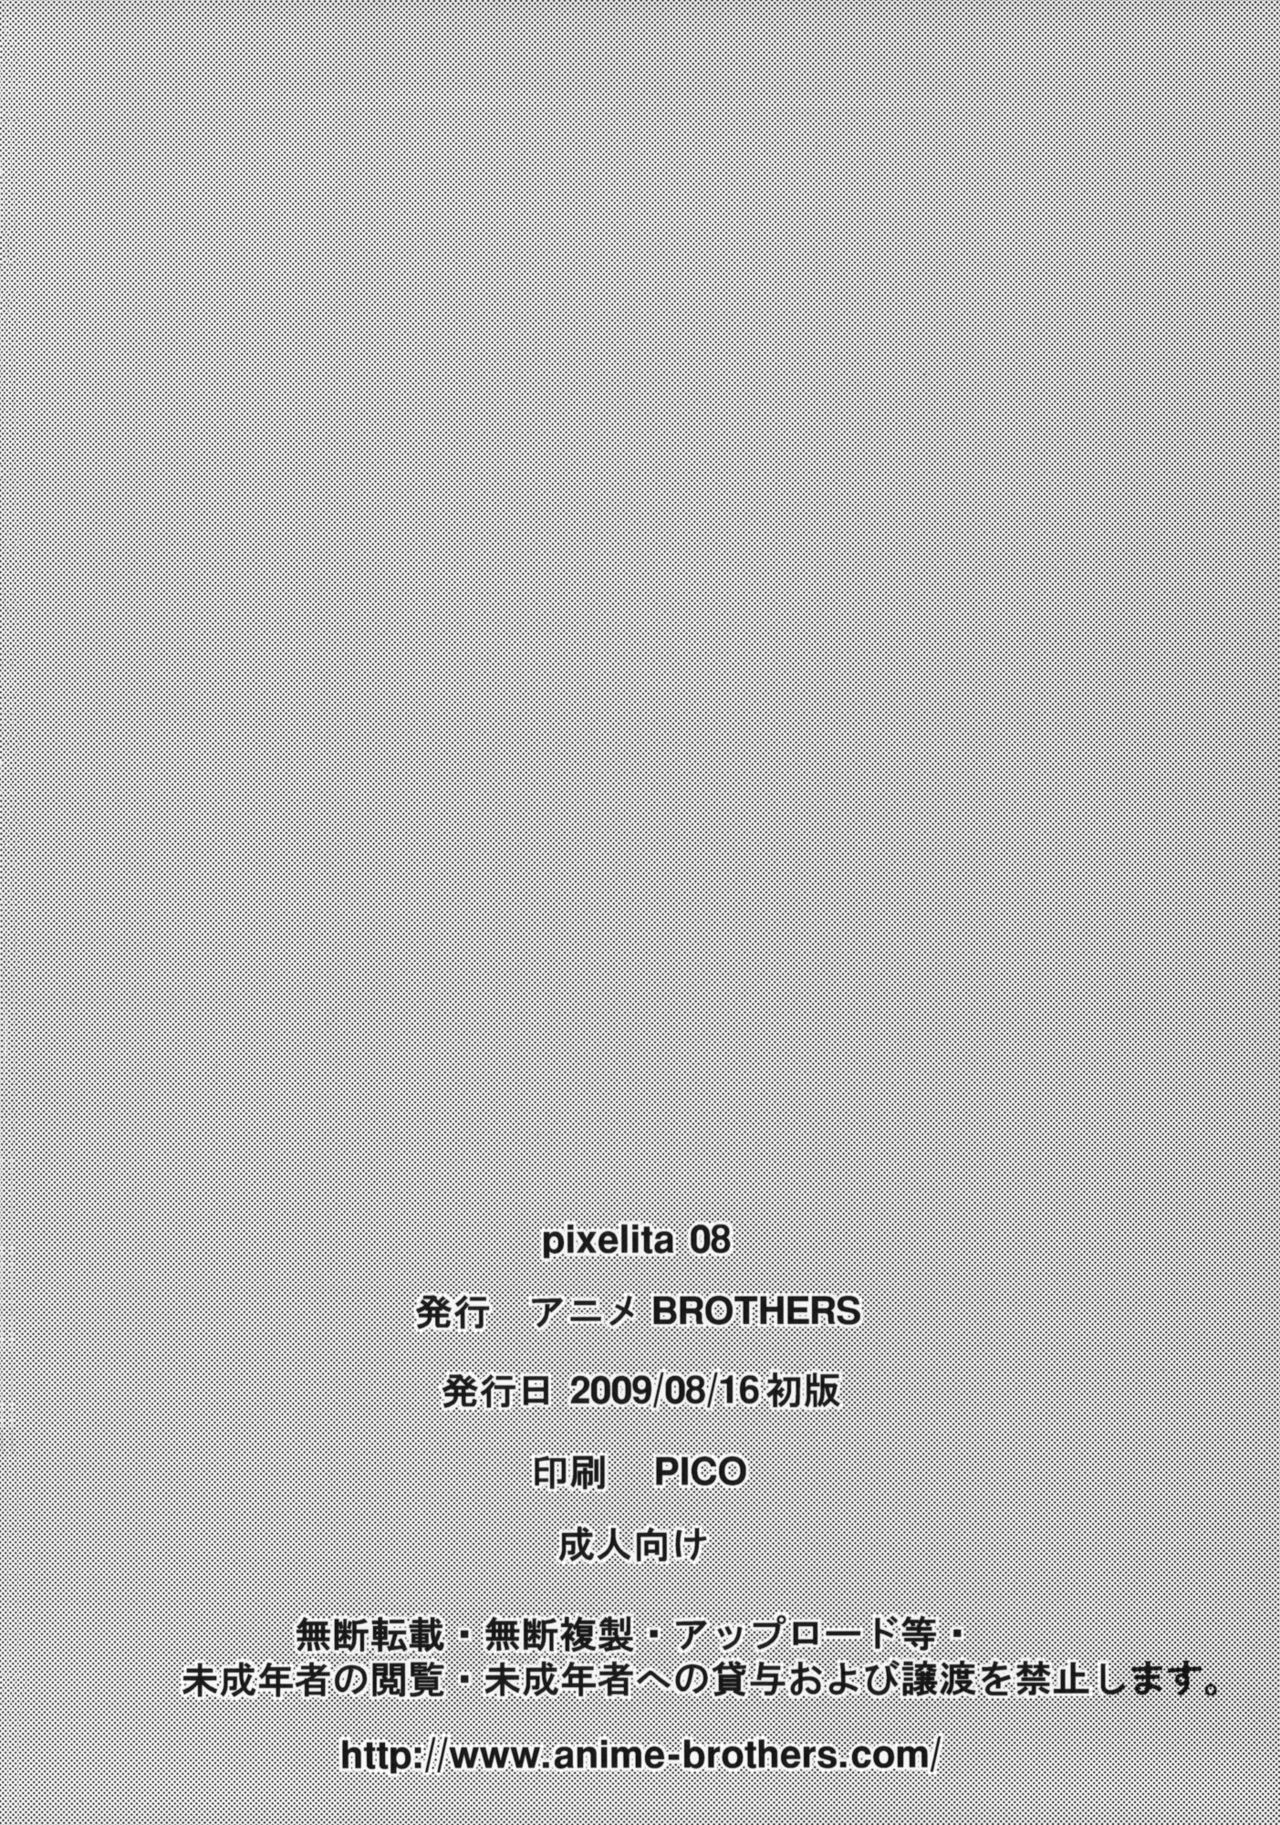 pixelita 08
発行　アニメ BROTHERS
発行日 2009/08/16 初版
印刷　PICO
成人向け
無断転載・無断複製・アップロード等・
未成年者の閲覧・未成年者への貸与および譲渡を禁止します。
http://www.anime-brothers.com/